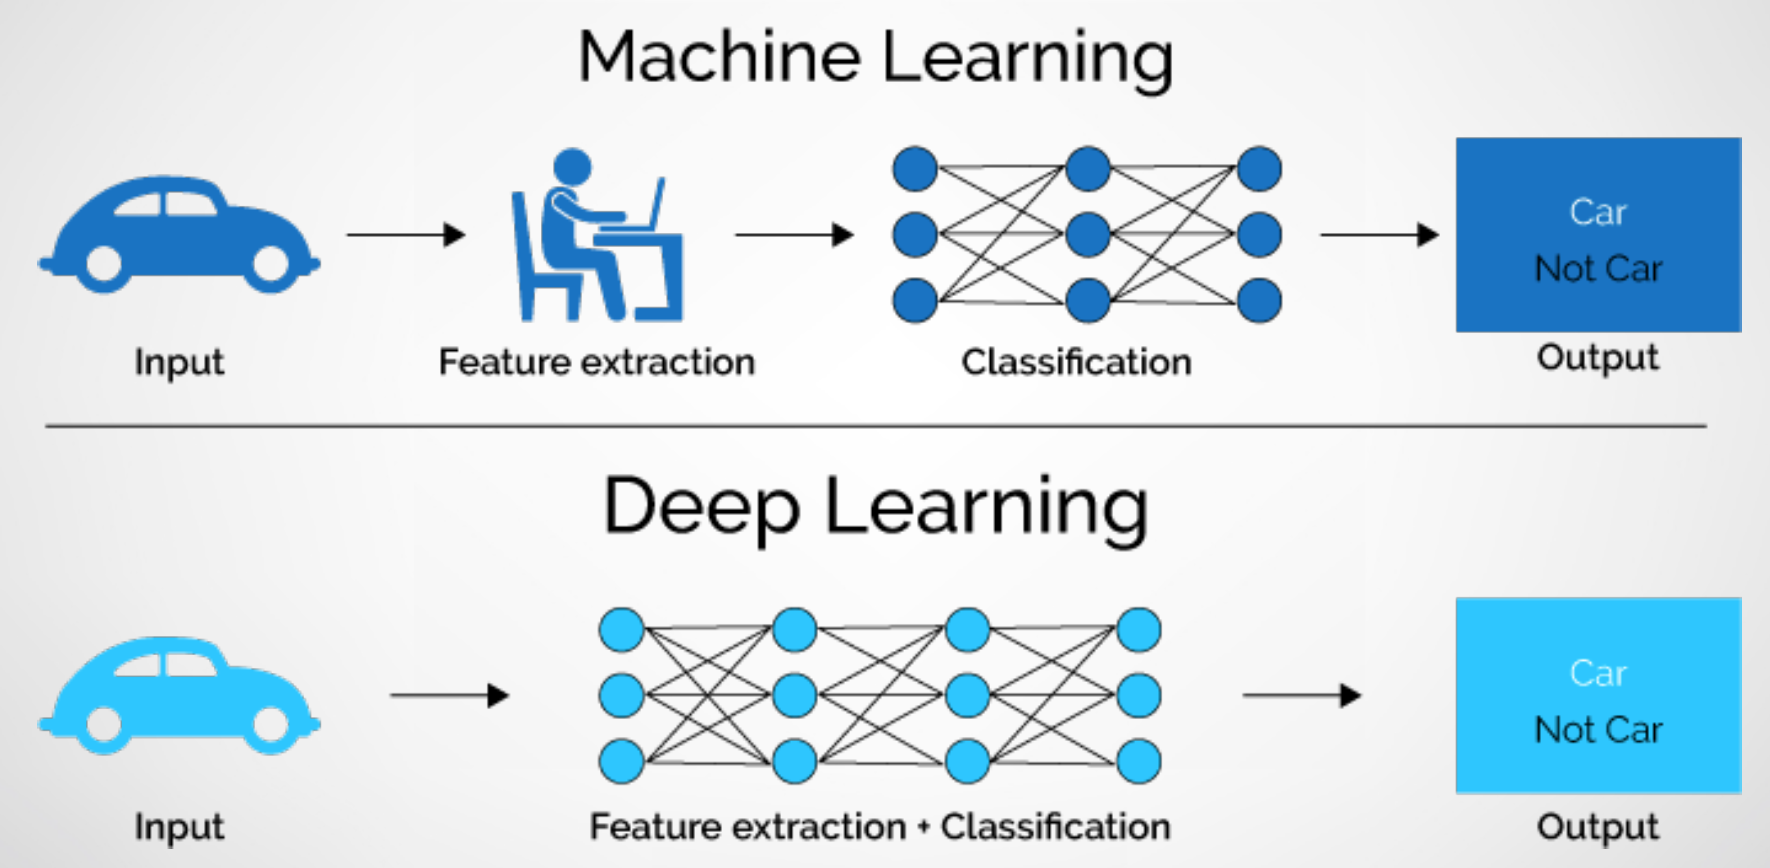 Machine Learning
Car
Not Car
Input
Feature extraction
Classification
Output
Deep Learning
Car
Not Car
Input
Feature extraction + Classification
Output